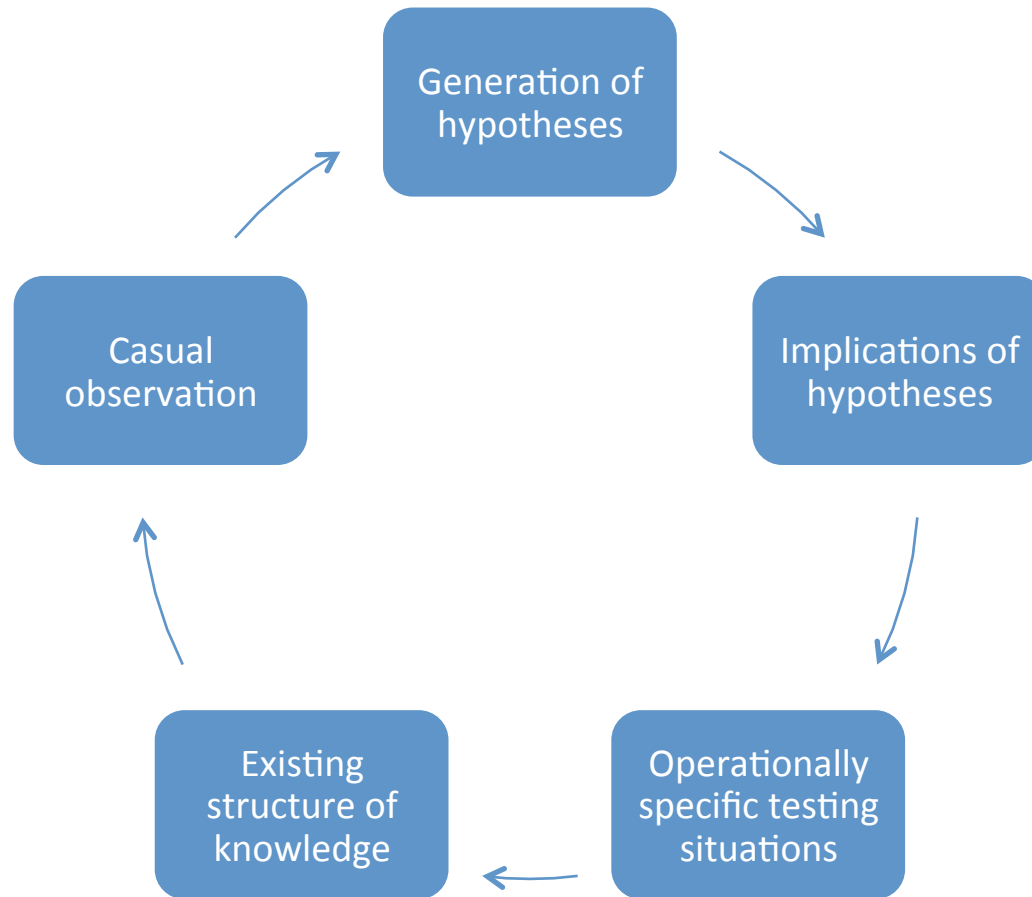 Generation of
hypotheses
Implications of
hypotheses
Operationally
specific testing
situations
Existing
structure of
knowledge
Casual
observation